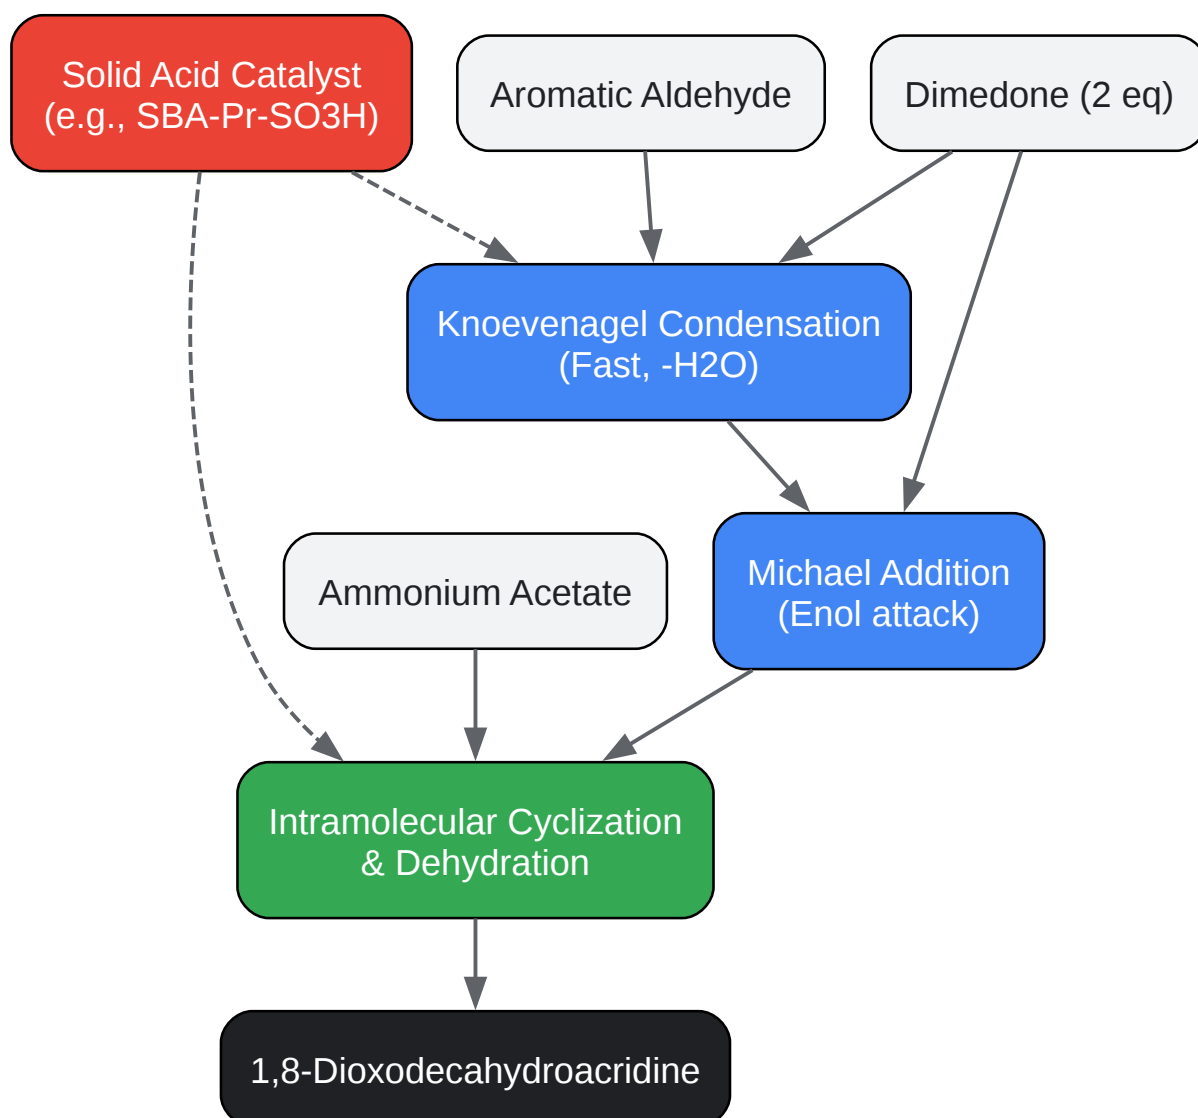 Solid Acid Catalyst
(e.g., SBA-Pr-SO3H)
Aromatic Aldehyde
Dimedone (2 eq)
Knoevenagel Condensation
(Fast, -H2O)
Michael Addition
(Enol attack)
Ammonium Acetate
Intramolecular Cyclization
& Dehydration
1,8-Dioxodecahydroacridine